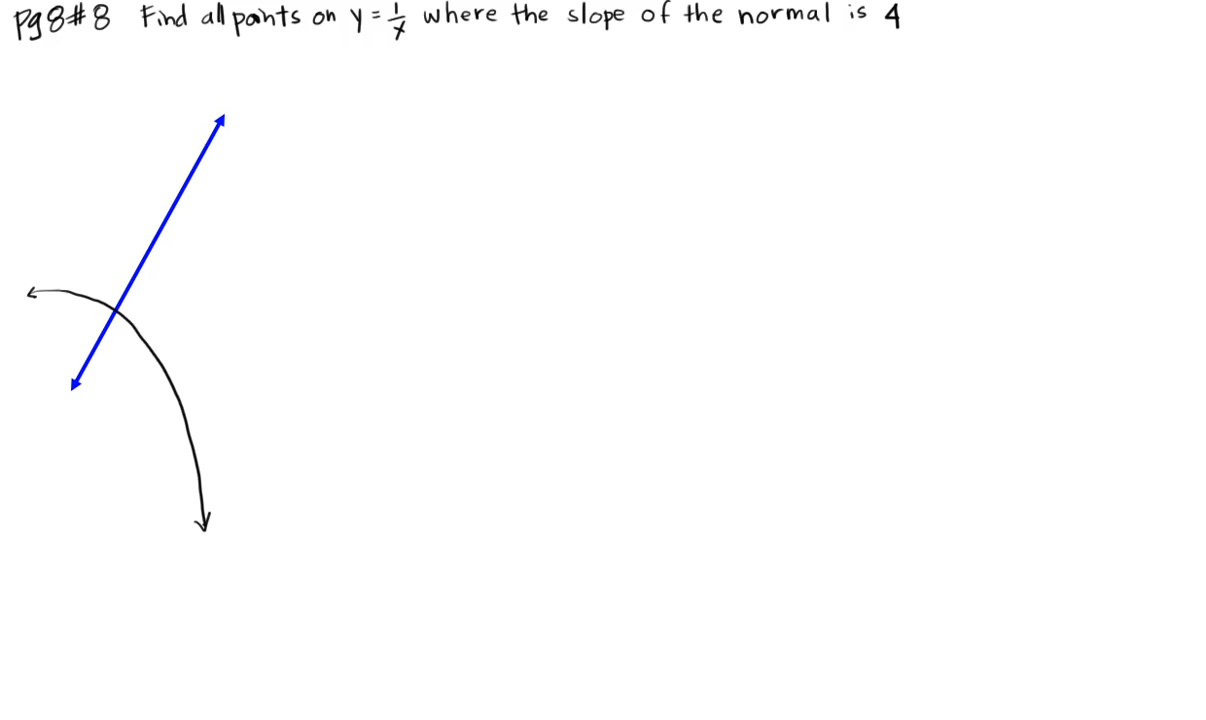 Pg8#8 Find all points on y = 1/x where the slope of the normal is 4